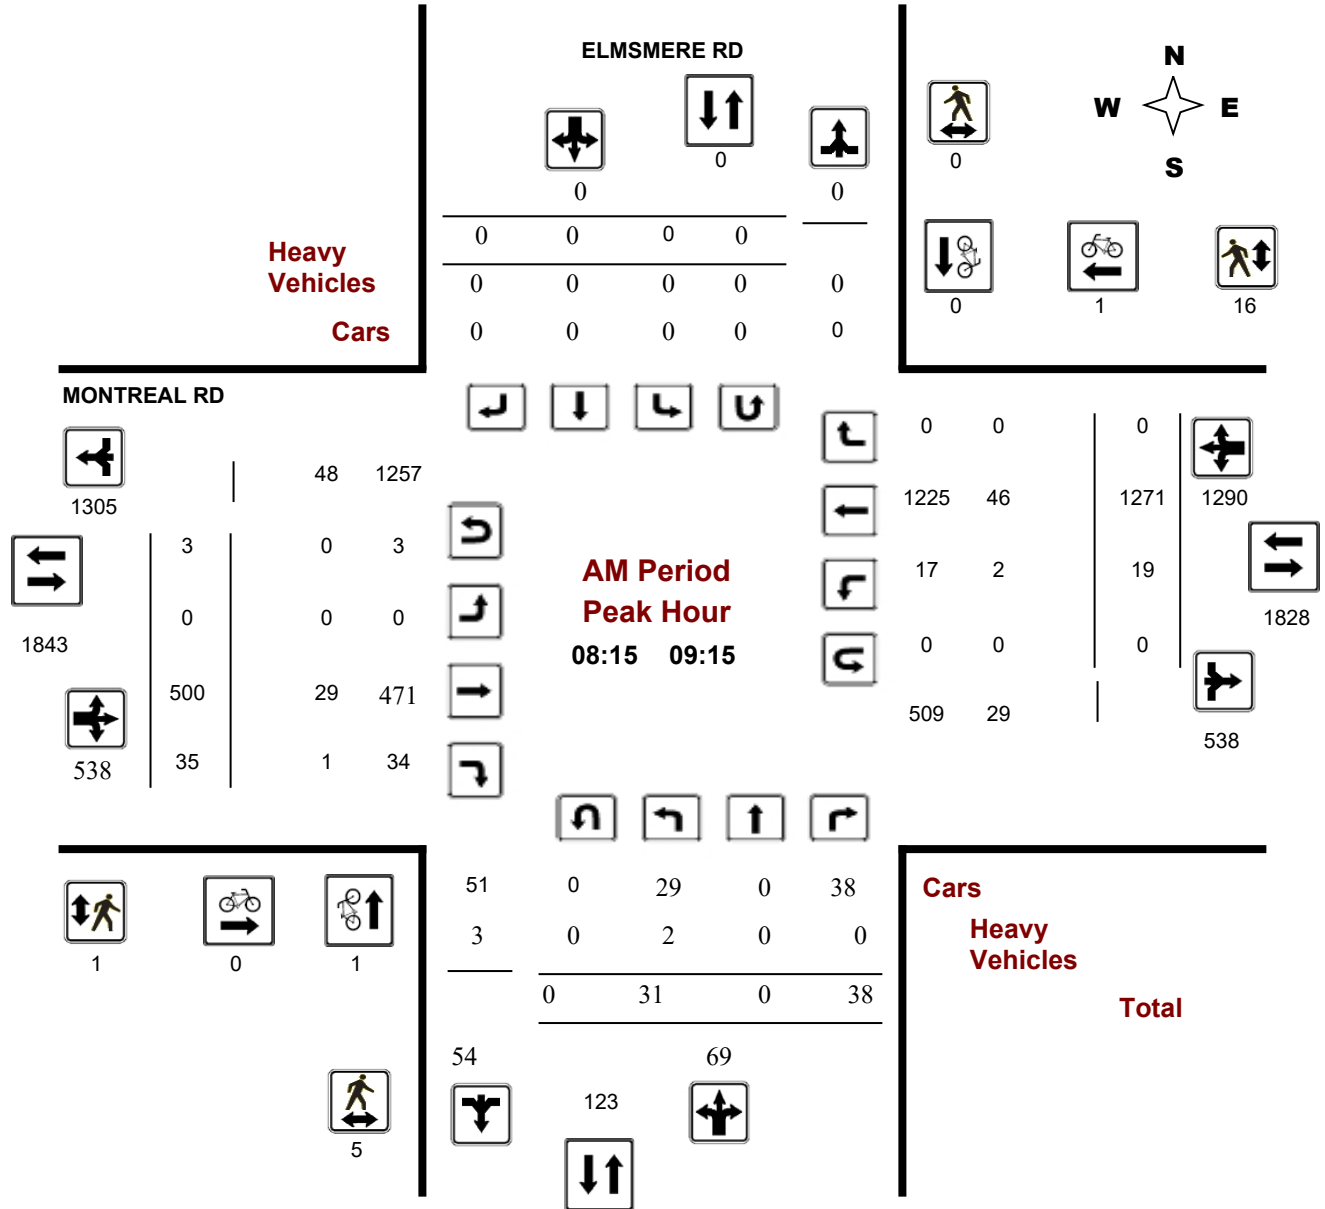 ELMSMERE RD
N
W E
S
0
0
0 0
0 0 0 0
Heavy
Vehicles
0 0 0 0 0
Cars
0 0 0 0 0
0 1 16
MONTREAL RD
0 0 0
48 1257
1305
1225 46 1271 1290
3 0 3
AM Period
Peak Hour
08:15 09:15
17 2 19
0 0 0
1843
1828
0 0 0
500 29 471
509 29
538
538 35 1 34
51 0 29 0 38
Cars
3 0 2 0 0
Heavy
Vehicles
1 0 1
0 31 0 38
Total
54 69
123
5